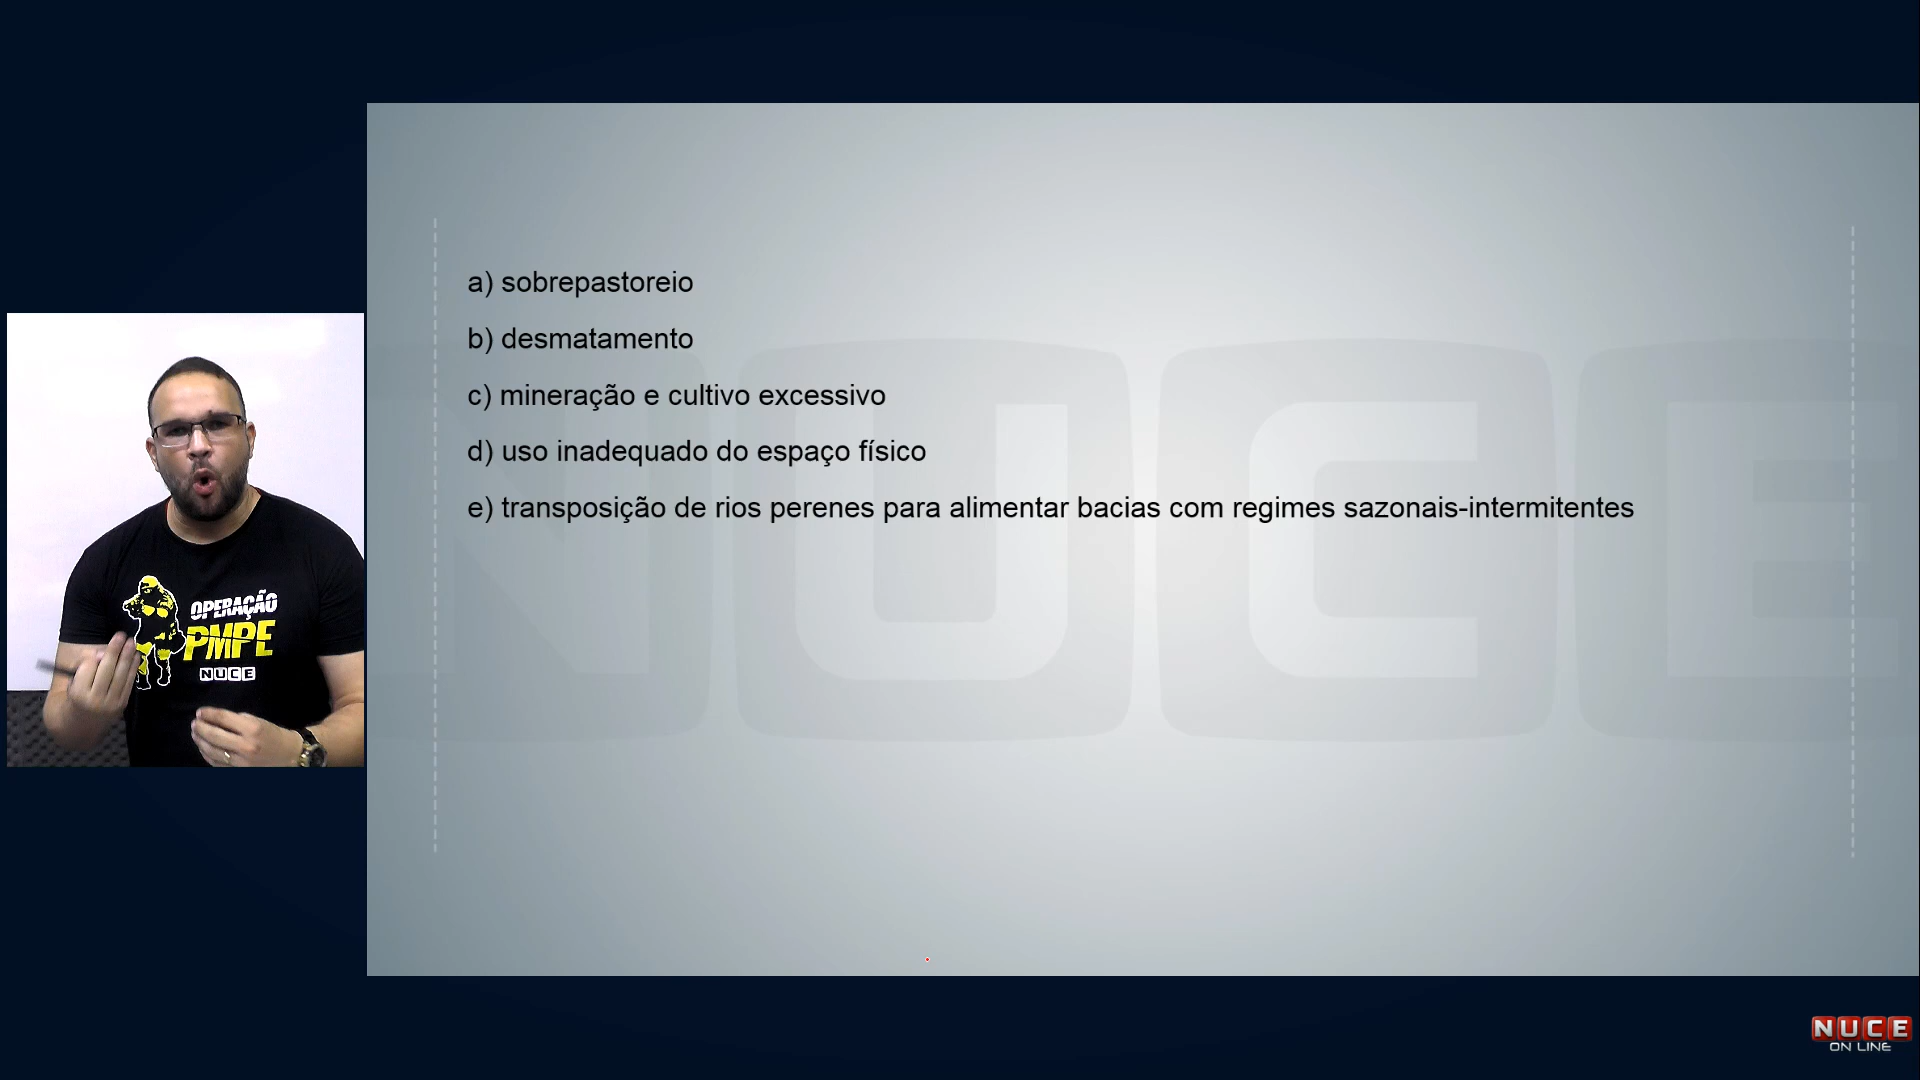 a) sobrepastoreio
b) desmatamento
c) mineração e cultivo excessivo
d) uso inadequado do espaço físico
e) transposição de rios perenes para alimentar bacias com regimes sazonais-intermitentes
NUCE
OPERAÇÃO
PMPE
NUCE
NUCE
ON LINE